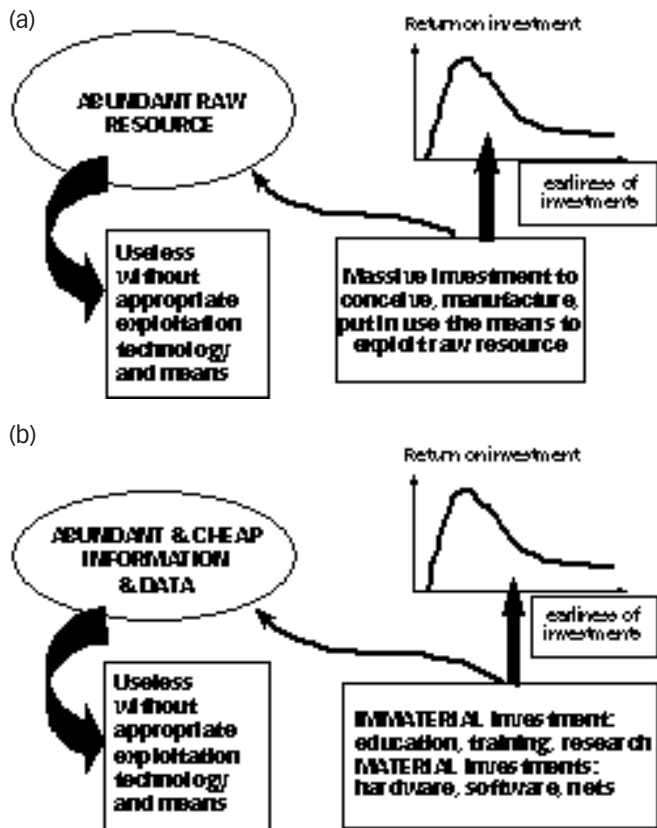 (a)
Return on investment
ABUNDANT RAW
RESOURCE
earliness of
investments
Useless
without
appropriate
exploitation
technology
and means
Massive investment to
conceive, manufacture,
put in use the means to
exploit raw resource
(b)
Return on investment
ABUNDANT & CHEAP
INFORMATION
& DATA
earliness of
investments
Useless
without
appropriate
exploitation
technology
and means
IMMATERIAL investment:
education, training, research
MATERIAL investments:
hardware, software, nets